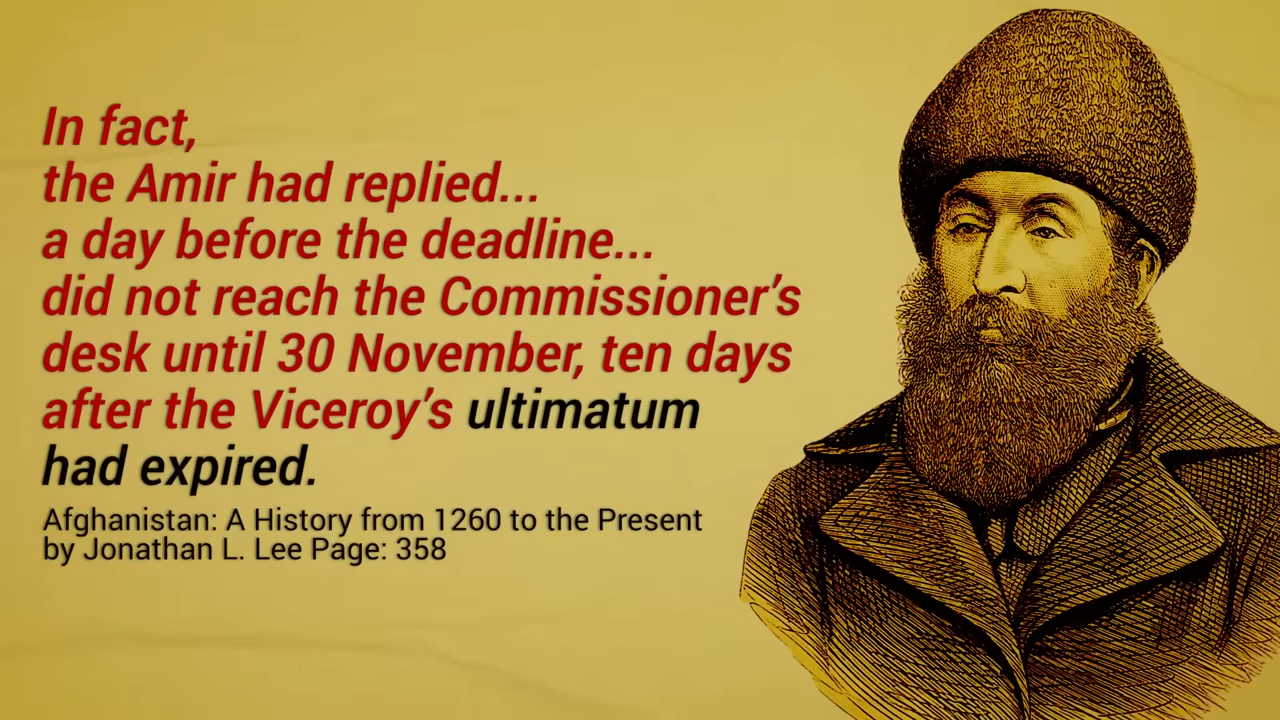 In fact,
the Amir had replied...
a day before the deadline...
did not reach the Commissioner’s
desk until 30 November, ten days
after the Viceroy’s ultimatum
had expired.
Afghanistan: A History from 1260 to the Present
by Jonathan L. Lee Page: 358